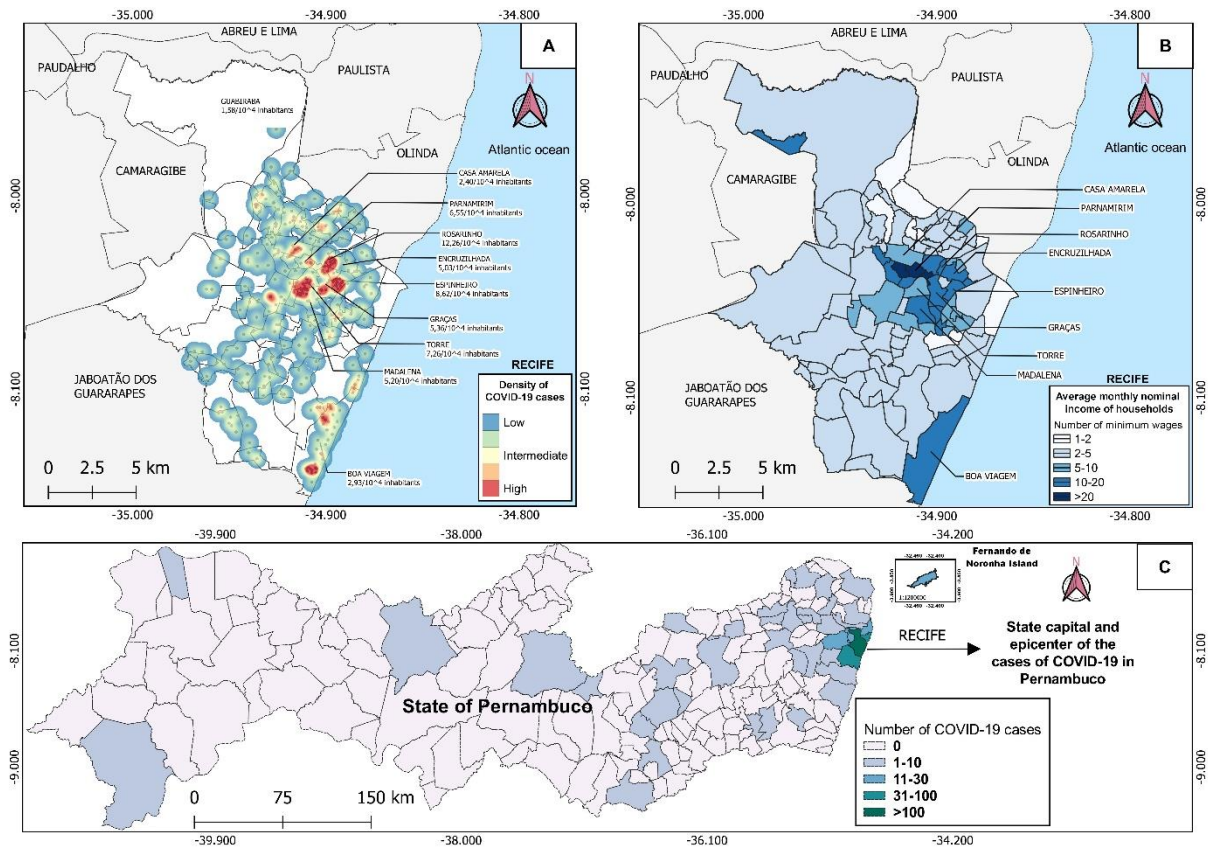 -35.000
-34.900
-34.800
ABREU E LIMA
A
PAUDALHO
PAULISTA
N
GUABIRABA
1,58/10^4 inhabitants
Atlantic ocean
OLINDA
CAMARAGIBE
-8.000
CASA AMARELA
2,40/10^4 inhabitants
PARNAMIRIM
6,55/10^4 inhabitants
ROSARINHO
12,26/10^4 inhabitants
ENCRUZILHADA
5,03/10^4 inhabitants
ESPINHEIRO
8,62/10^4 inhabitants
GRAÇAS
5,36/10^4 inhabitants
TORRE
7,26/10^4 inhabitants
MADALENA
5,20/10^4 inhabitants
-8.100
JABOATÃO DOS
GUARARAPES
RECIFE
Density of
COVID-19 cases
Low
Intermediate
High
0 2.5 5 km
BOA VIAGEM
2,93/10^4 inhabitants
-35.000
-34.900
-34.800
-35.000
-34.900
-34.800
ABREU E LIMA
B
PAUDALHO
PAULISTA
N
Atlantic ocean
OLINDA
CAMARAGIBE
-8.000
-8.000
CASA AMARELA
PARNAMIRIM
ROSARINHO
ENCRUZILHADA
ESPINHEIRO
GRAÇAS
TORRE
MADALENA
-8.100
-8.100
JABOATÃO DOS
GUARARAPES
RECIFE
Average monthly nominal
Income of households
Number of minimum wages
1-2
2-5
5-10
10-20
>20
0 2.5 5 km
BOA VIAGEM
-35.000
-34.900
-34.800
-39.900
-38.000
-36.100
-34.200
C
Fernando de
Noronha Island
N
RECIFE
State capital and
epicenter of the
cases of COVID-19 in
Pernambuco
-8.100
-8.100
State of Pernambuco
Number of COVID-19 cases
0
1-10
11-30
31-100
>100
-9.000
-9.000
0 75 150 km
-39.900
-38.000
-36.100
-34.200